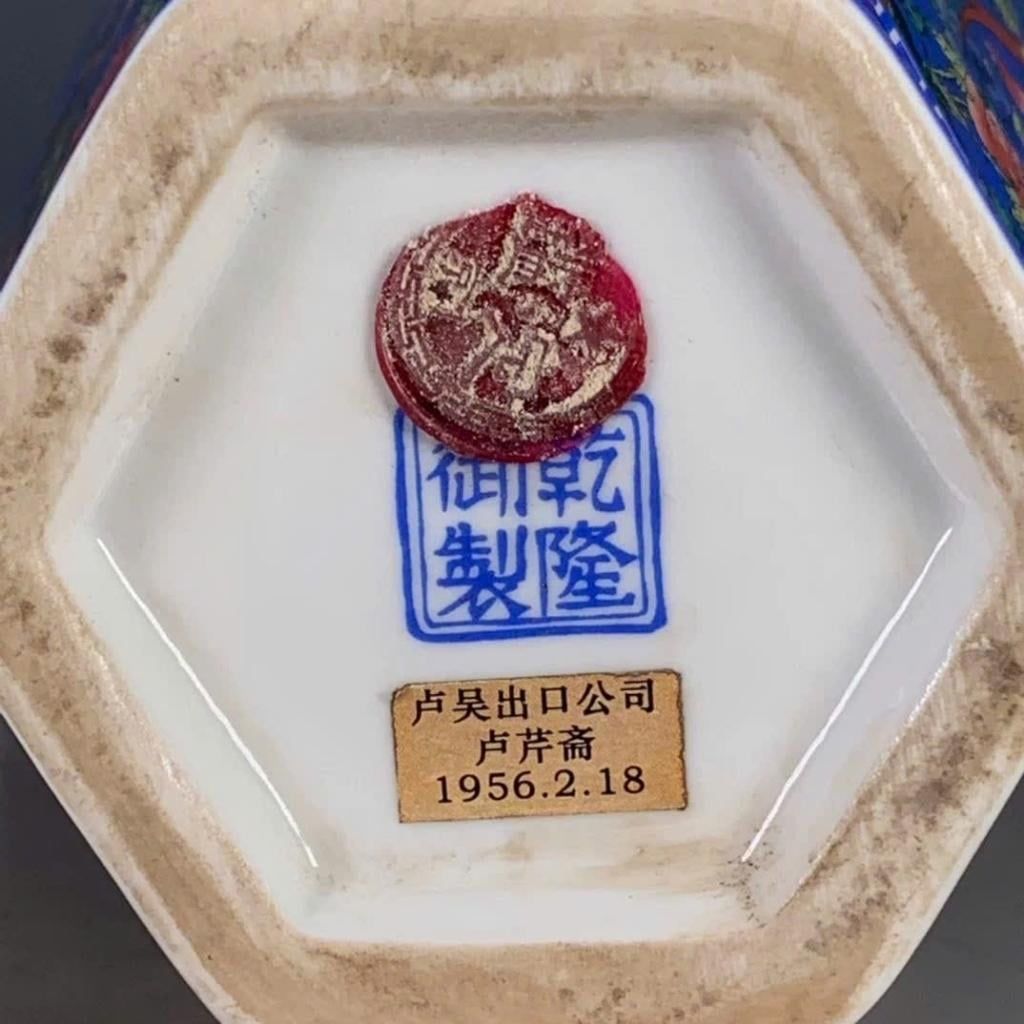 乾隆
御製
卢吴出口公司
卢芹斋
1956.2.18